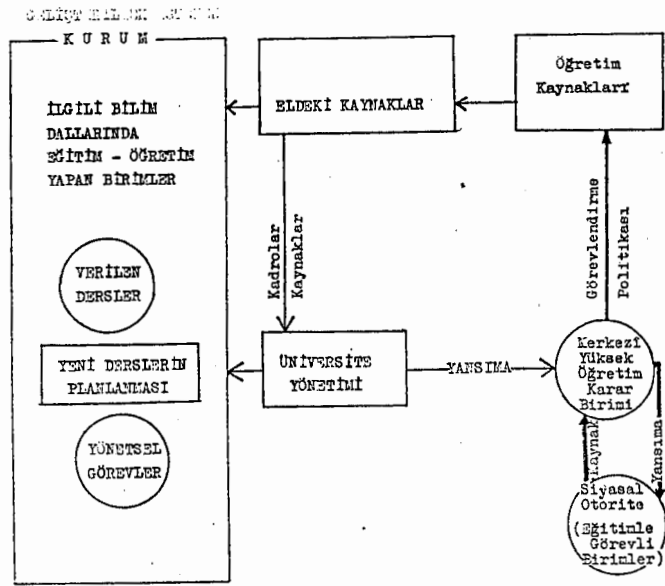 K U R U M
İLGİLİ BİLİM
DALLARINDA
EĞİTİM - ÖĞRETİM
YAPAN BİRİMLER
VERİLEN
DERSLER
YENİ DERSLERİN
PLANLANMASI
YÖNETSEL
GÖREVLER
ELDEKİ KAYNAKLAR
Kadrolar
Kaynaklar
ÜNİVERSİTE
YÖNETİMİ
YANSIMA
Öğretim
Kaynakları
Görevlendirme
Politikası
Merkezi
Yüksek
Öğretim
Karar
Birimi
Kaynak
Yansıma
Siyasal
Otorite
(Eğitimle
Görevli
Birimler)